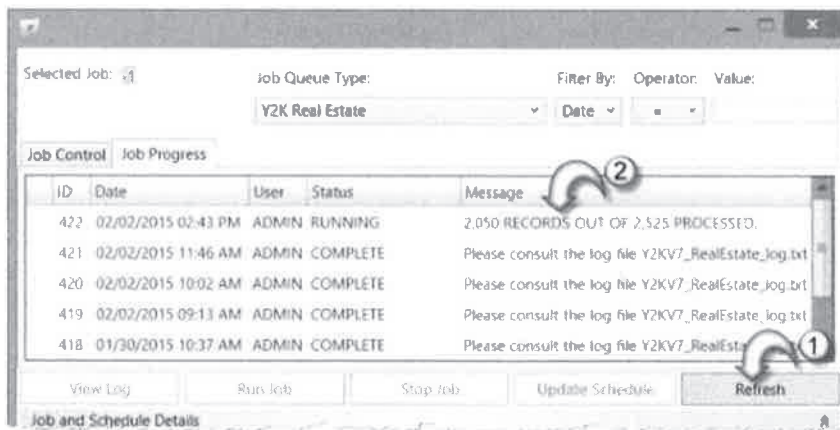 Selected Job: -1
Job Queue Type:
Filter By: Operator: Value:
Y2K Real Estate
Date
=
Job Control Job Progress
ID Date User Status Message
422 02/02/2015 02:43 PM ADMIN RUNNING 2,050 RECORDS OUT OF 2,525 PROCESSED.
421 02/02/2015 11:46 AM ADMIN COMPLETE Please consult the log file Y2KV7_RealEstate_log.txt
420 02/02/2015 10:02 AM ADMIN COMPLETE Please consult the log file Y2KV7_RealEstate_log.txt
419 02/02/2015 09:13 AM ADMIN COMPLETE Please consult the log file Y2KV7_RealEstate_log.txt
418 01/30/2015 10:37 AM ADMIN COMPLETE Please consult the log file
2
1
View Log Run Job Stop Job Update Schedule Refresh
Job and Schedule Details